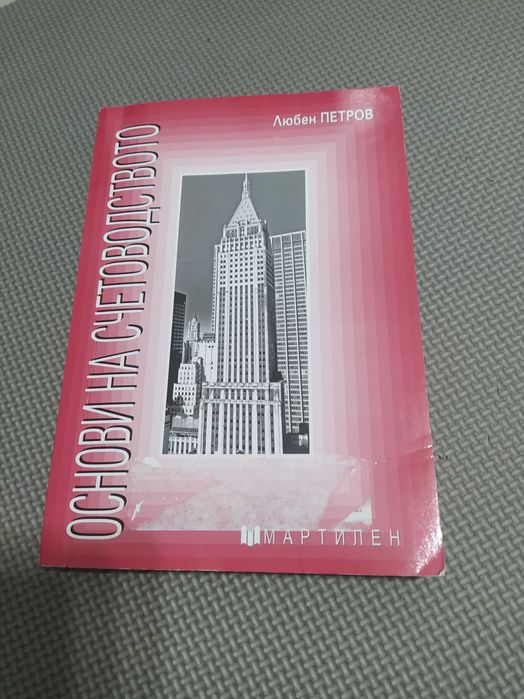 Любен ПЕТРОВ
ОСНОВИ НА СЧЕТОВОДСТВОТО
МАРТИЛЕН